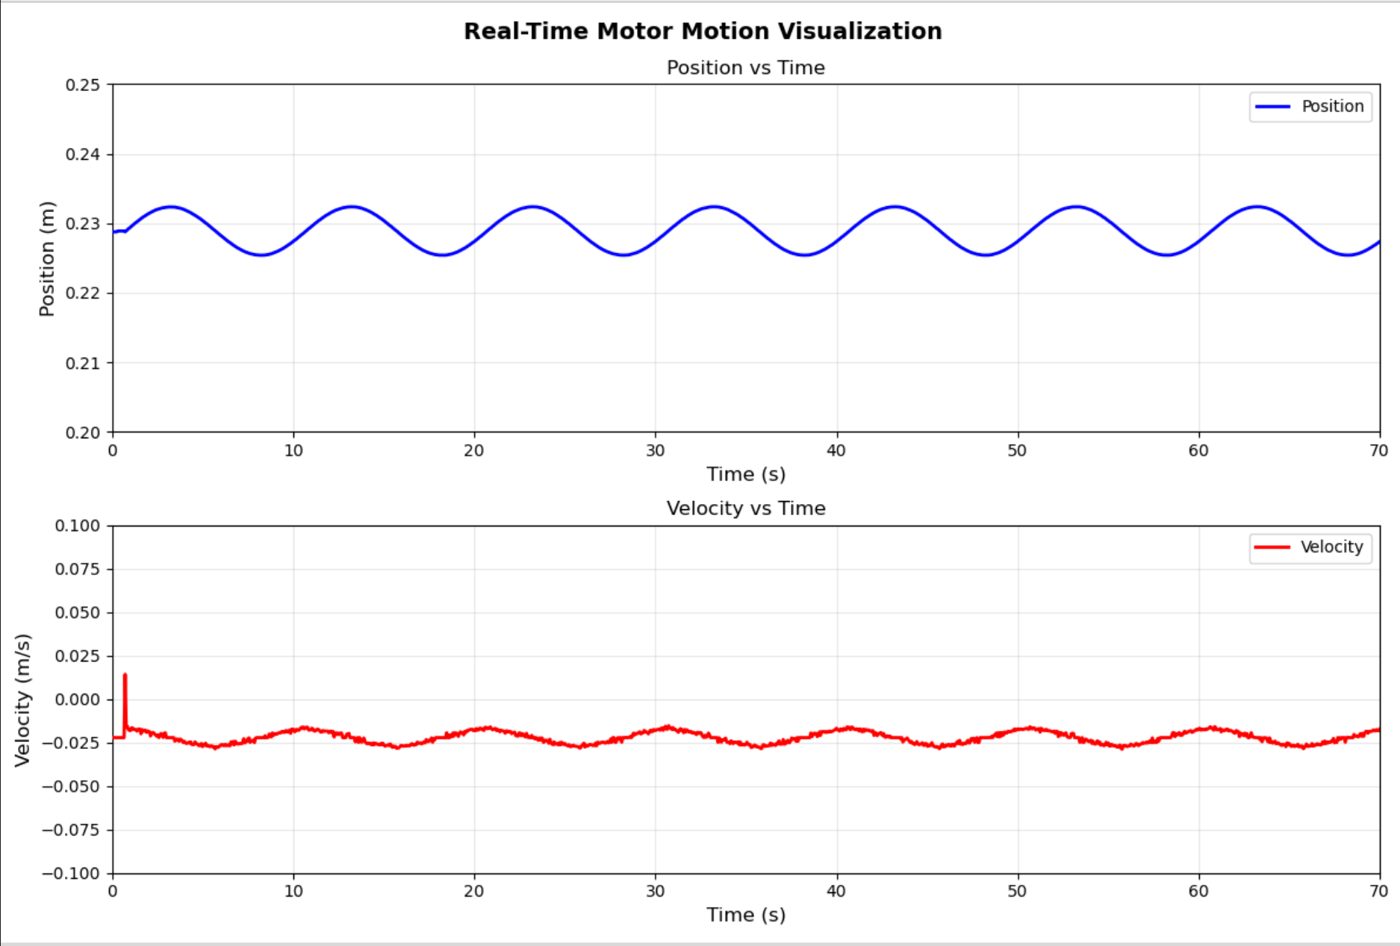 Real-Time Motor Motion Visualization
Position vs Time
0.25
0.24
0.23
0.22
0.21
0.20
Position (m)
Position
0 10 20 30 40 50 60 70
Time (s)
Velocity vs Time
0.100
0.075
0.050
0.025
0.000
−0.025
−0.050
−0.075
−0.100
Velocity (m/s)
Velocity
0 10 20 30 40 50 60 70
Time (s)